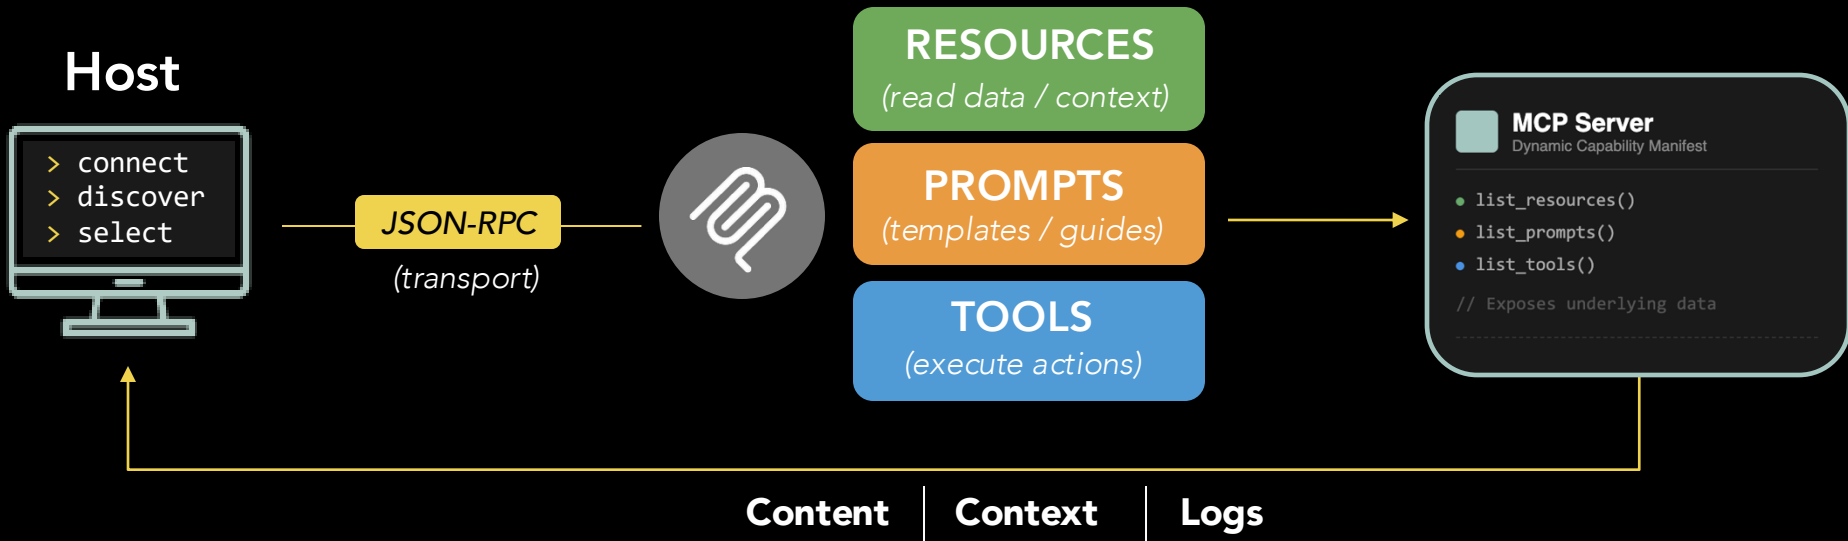 Host
> connect
> discover
> select
JSON-RPC
(transport)
RESOURCES
(read data / context)
PROMPTS
(templates / guides)
TOOLS
(execute actions)
MCP Server
Dynamic Capability Manifest
list_resources()
list_prompts()
list_tools()
// Exposes underlying data
Content
Context
Logs